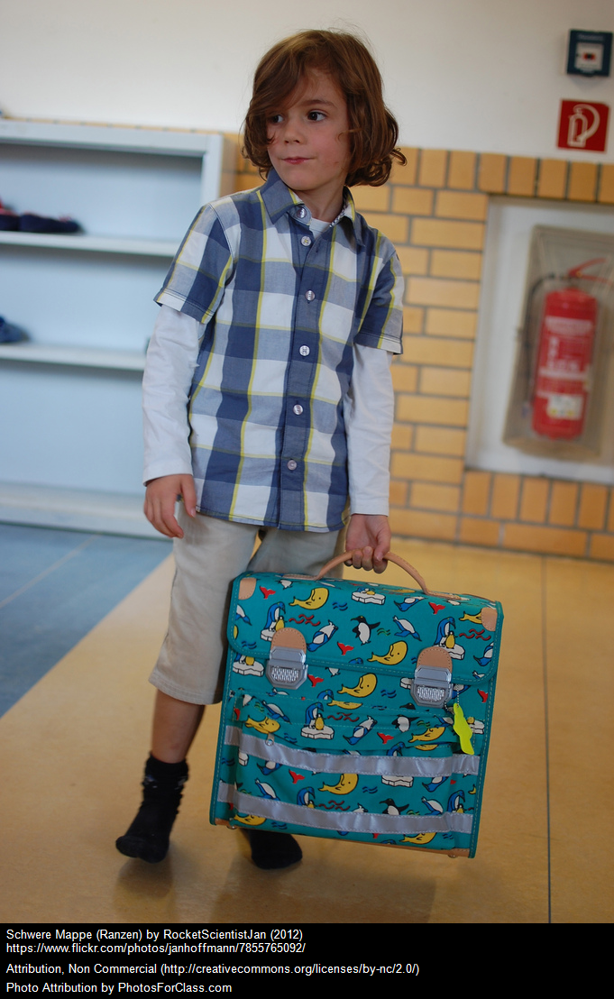 Schwere Mappe (Ranzen) by RocketScientistJan (2012)
https://www.flickr.com/photos/janhoffmann/7855765092/
Attribution, Non Commercial (http://creativecommons.org/licenses/by-nc/2.0/)
Photo Attribution by PhotosForClass.com